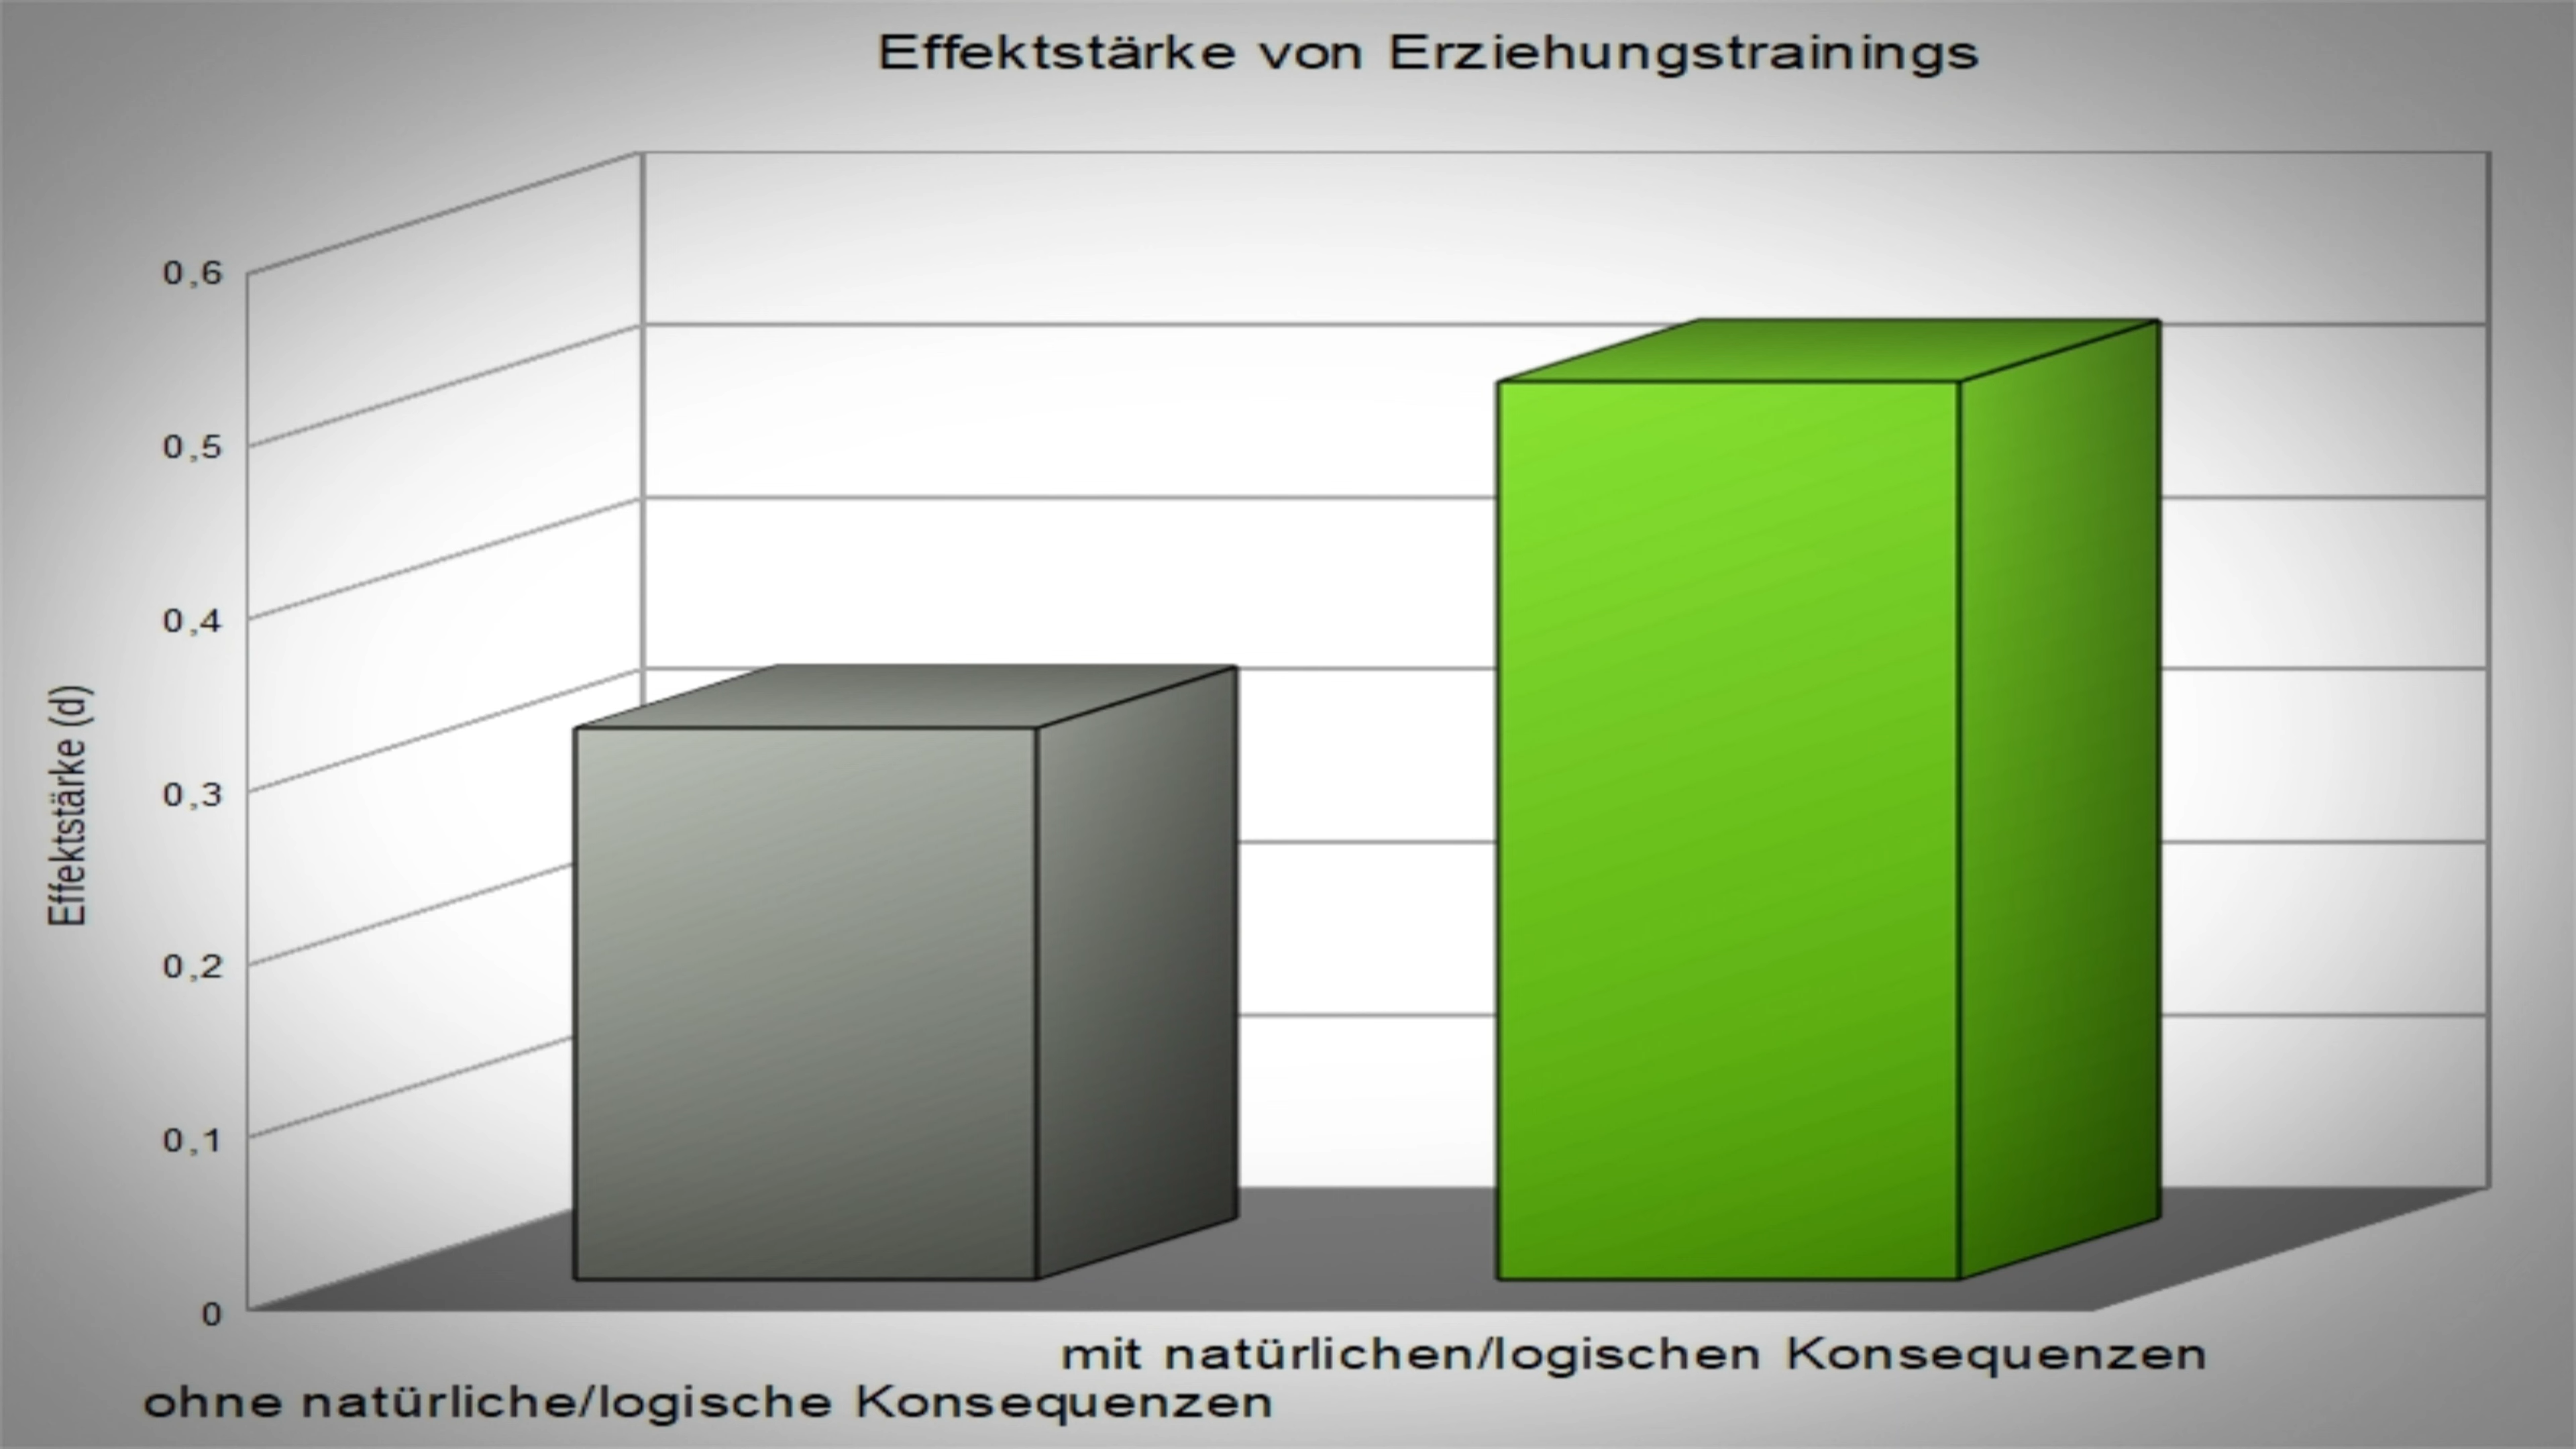 Effektstärke von Erziehungstrainings
0,6
0,5
0,4
0,3
0,2
0,1
0
Effektstärke (d)
mit natürlichen/logischen Konsequenzen
ohne natürliche/logische Konsequenzen